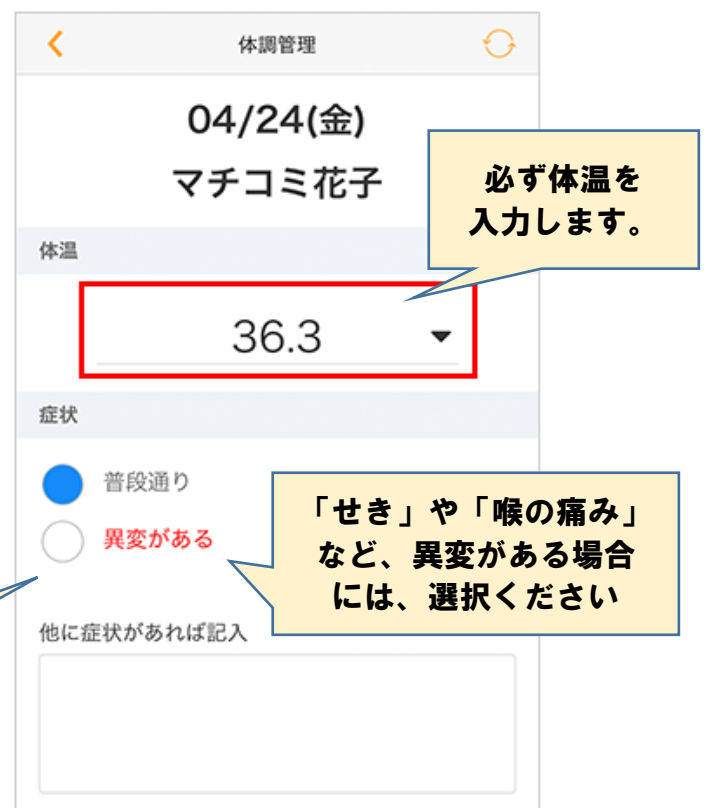 体調管理
04/24(金)
マチコミ花子
必ず体温を
入力します。
体温
36.3
症状
普段通り
異変がある
「せき」や「喉の痛み」
など、異変がある場合
には、選択ください
他に症状があれば記入